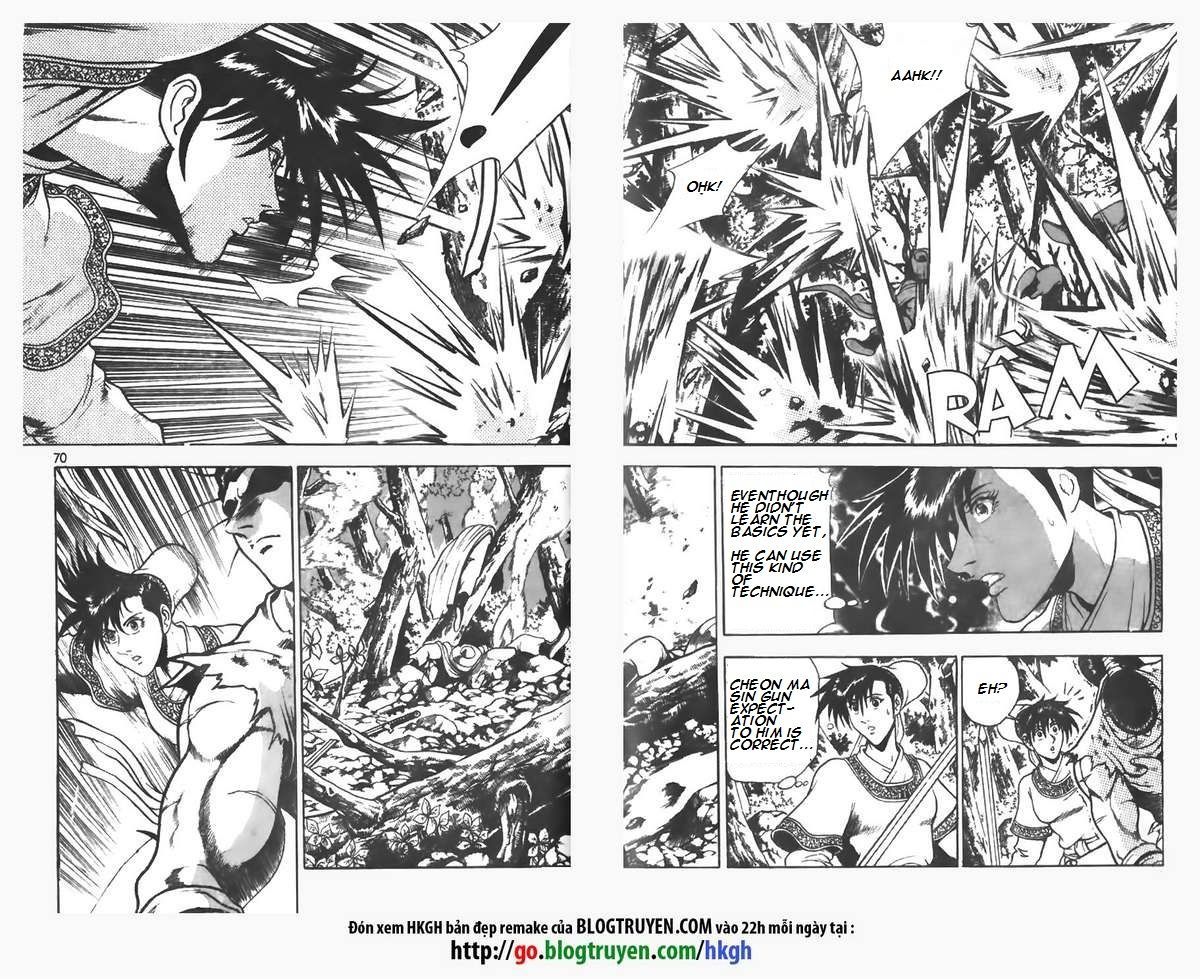 AAHK!!
OHK!
RẦM
70
EVENTHOUGH
HE DIDN'T
LEARN THE
BASICS YET,
HE CAN USE
THIS KIND
OF
TECHNIQUE...
CHEON MA
SIN GUN
EXPECT-
ATION
TO HIM IS
CORRECT...
EH?
Đón xem HKGH bản đẹp remake của BLOGTRUYEN.COM vào 22h mỗi ngày tại :
http://go.blogtruyen.com/hkgh